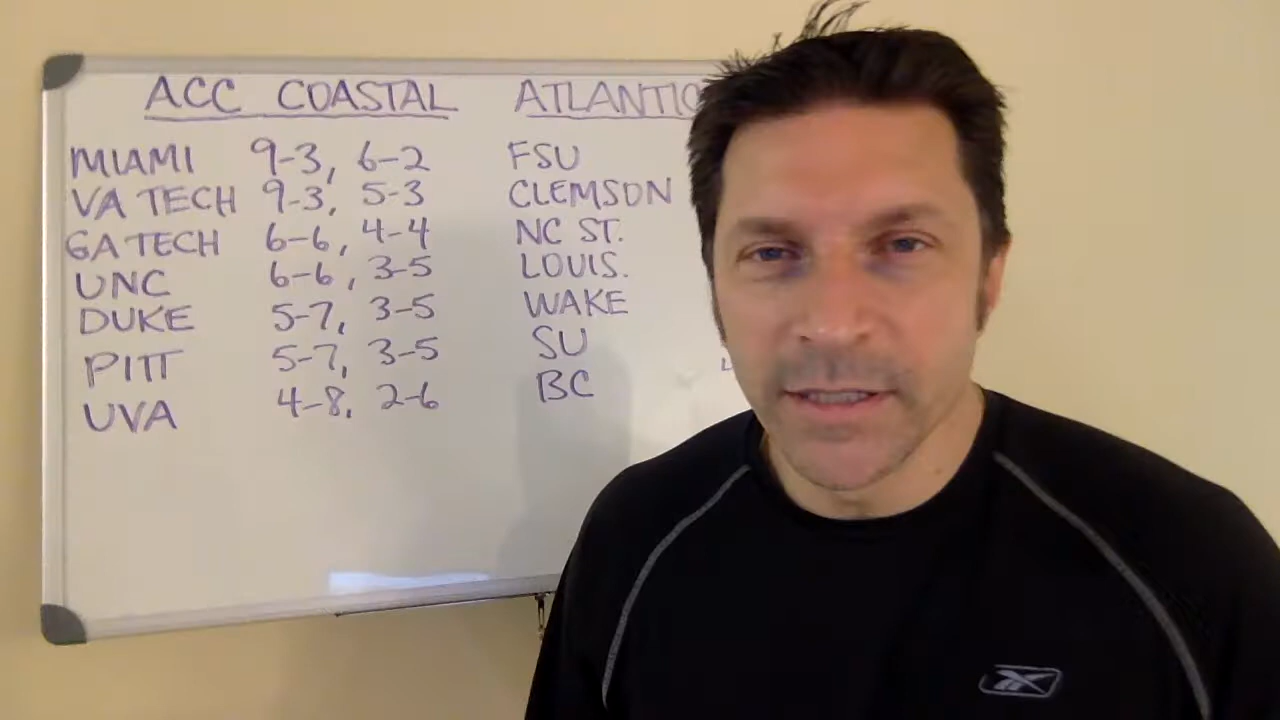 ACC COASTAL ATLANTIC
MIAMI 9-3, 6-2 FSU
VA TECH 9-3, 5-3 CLEMSON
GA TECH 6-6, 4-4 NC ST.
UNC 6-6, 3-5 LOUIS.
DUKE 5-7, 3-5 WAKE
PITT 5-7, 3-5 SU
UVA 4-8, 2-6 BC